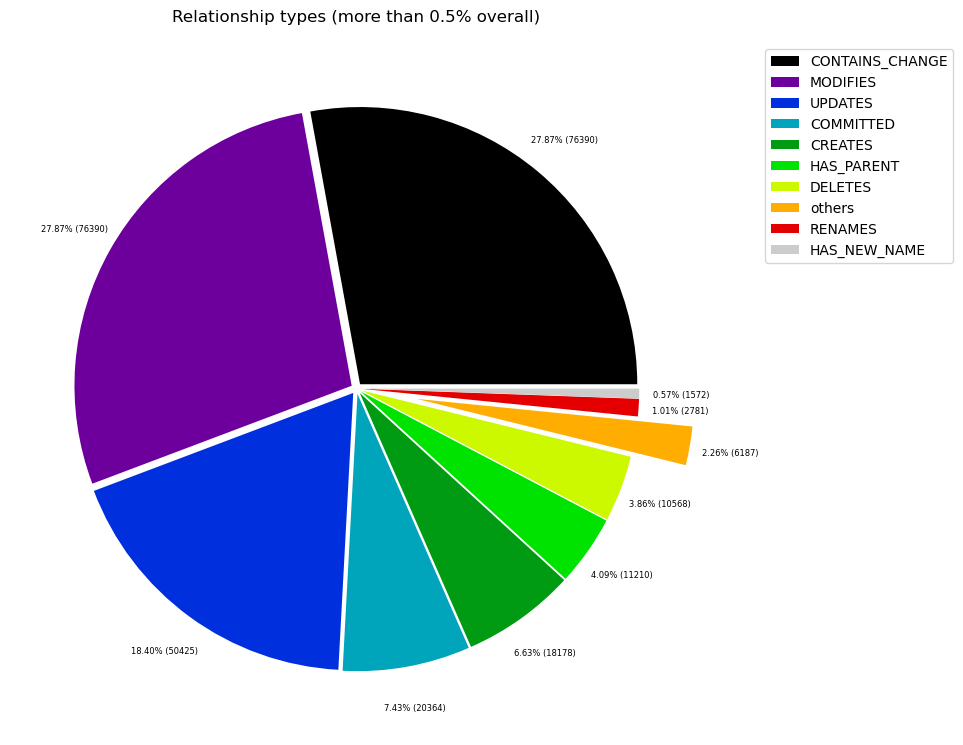 Relationship types (more than 0.5% overall)
CONTAINS_CHANGE
MODIFIES
UPDATES
COMMITTED
CREATES
HAS_PARENT
DELETES
others
RENAMES
HAS_NEW_NAME
27.87% (76390)
27.87% (76390)
18.40% (50425)
7.43% (20364)
6.63% (18178)
4.09% (11210)
3.86% (10568)
2.26% (6187)
1.01% (2781)
0.57% (1572)